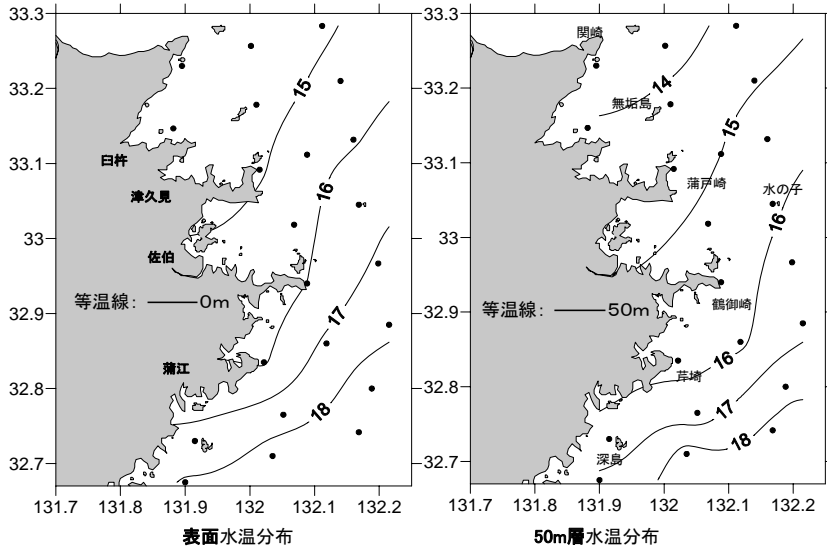 33.3
33.2
33.1
33
32.9
32.8
32.7
131.7 131.8 131.9 132 132.1 132.2
臼杵
津久見
佐伯
蒲江
等温線: 0m
15
16
17
18
表面水温分布
33.3
33.2
33.1
33
32.9
32.8
32.7
131.7 131.8 131.9 132 132.1 132.2
関崎
無垢島
蒲戸崎
水の子
鶴御崎
芹埼
深島
等温線: 50m
14
15
16
16
17
18
50m層水温分布